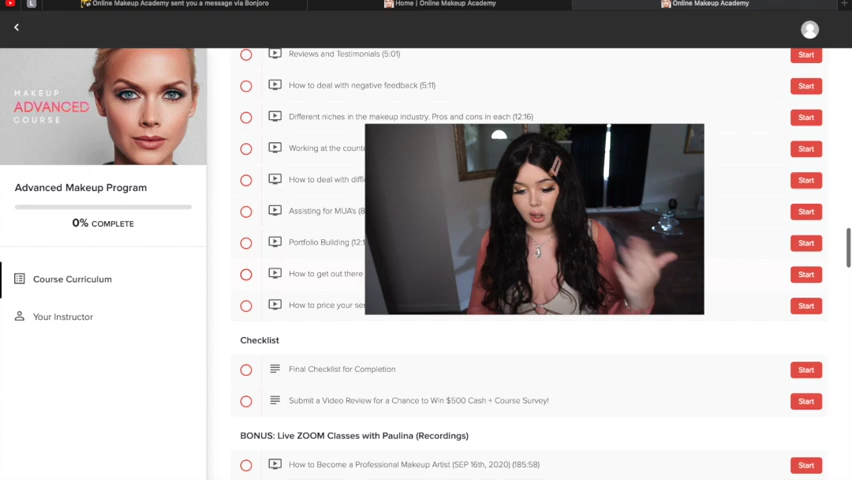 Online Makeup Academy sent you a message via Bonjoro
Home | Online Makeup Academy
Online Makeup Academy
MAKEUP
ADVANCED
COURSE
Advanced Makeup Program
0% COMPLETE
Course Curriculum
Your Instructor
Reviews and Testimonials (5:01)
Start
How to deal with negative feedback (5:11)
Start
Different niches in the makeup industry. Pros and cons in each (12:16)
Start
Working at the counte
Start
How to deal with diffi
Start
Assisting for MUA's (8
Start
Portfolio Building (12:1
Start
How to get out there
Start
How to price your ser
Start
Checklist
Final Checklist for Completion
Start
Submit a Video Review for a Chance to Win $500 Cash + Course Survey!
Start
BONUS: Live ZOOM Classes with Paulina (Recordings)
How to Become a Professional Makeup Artist (SEP 16th, 2020) (185:58)
Start